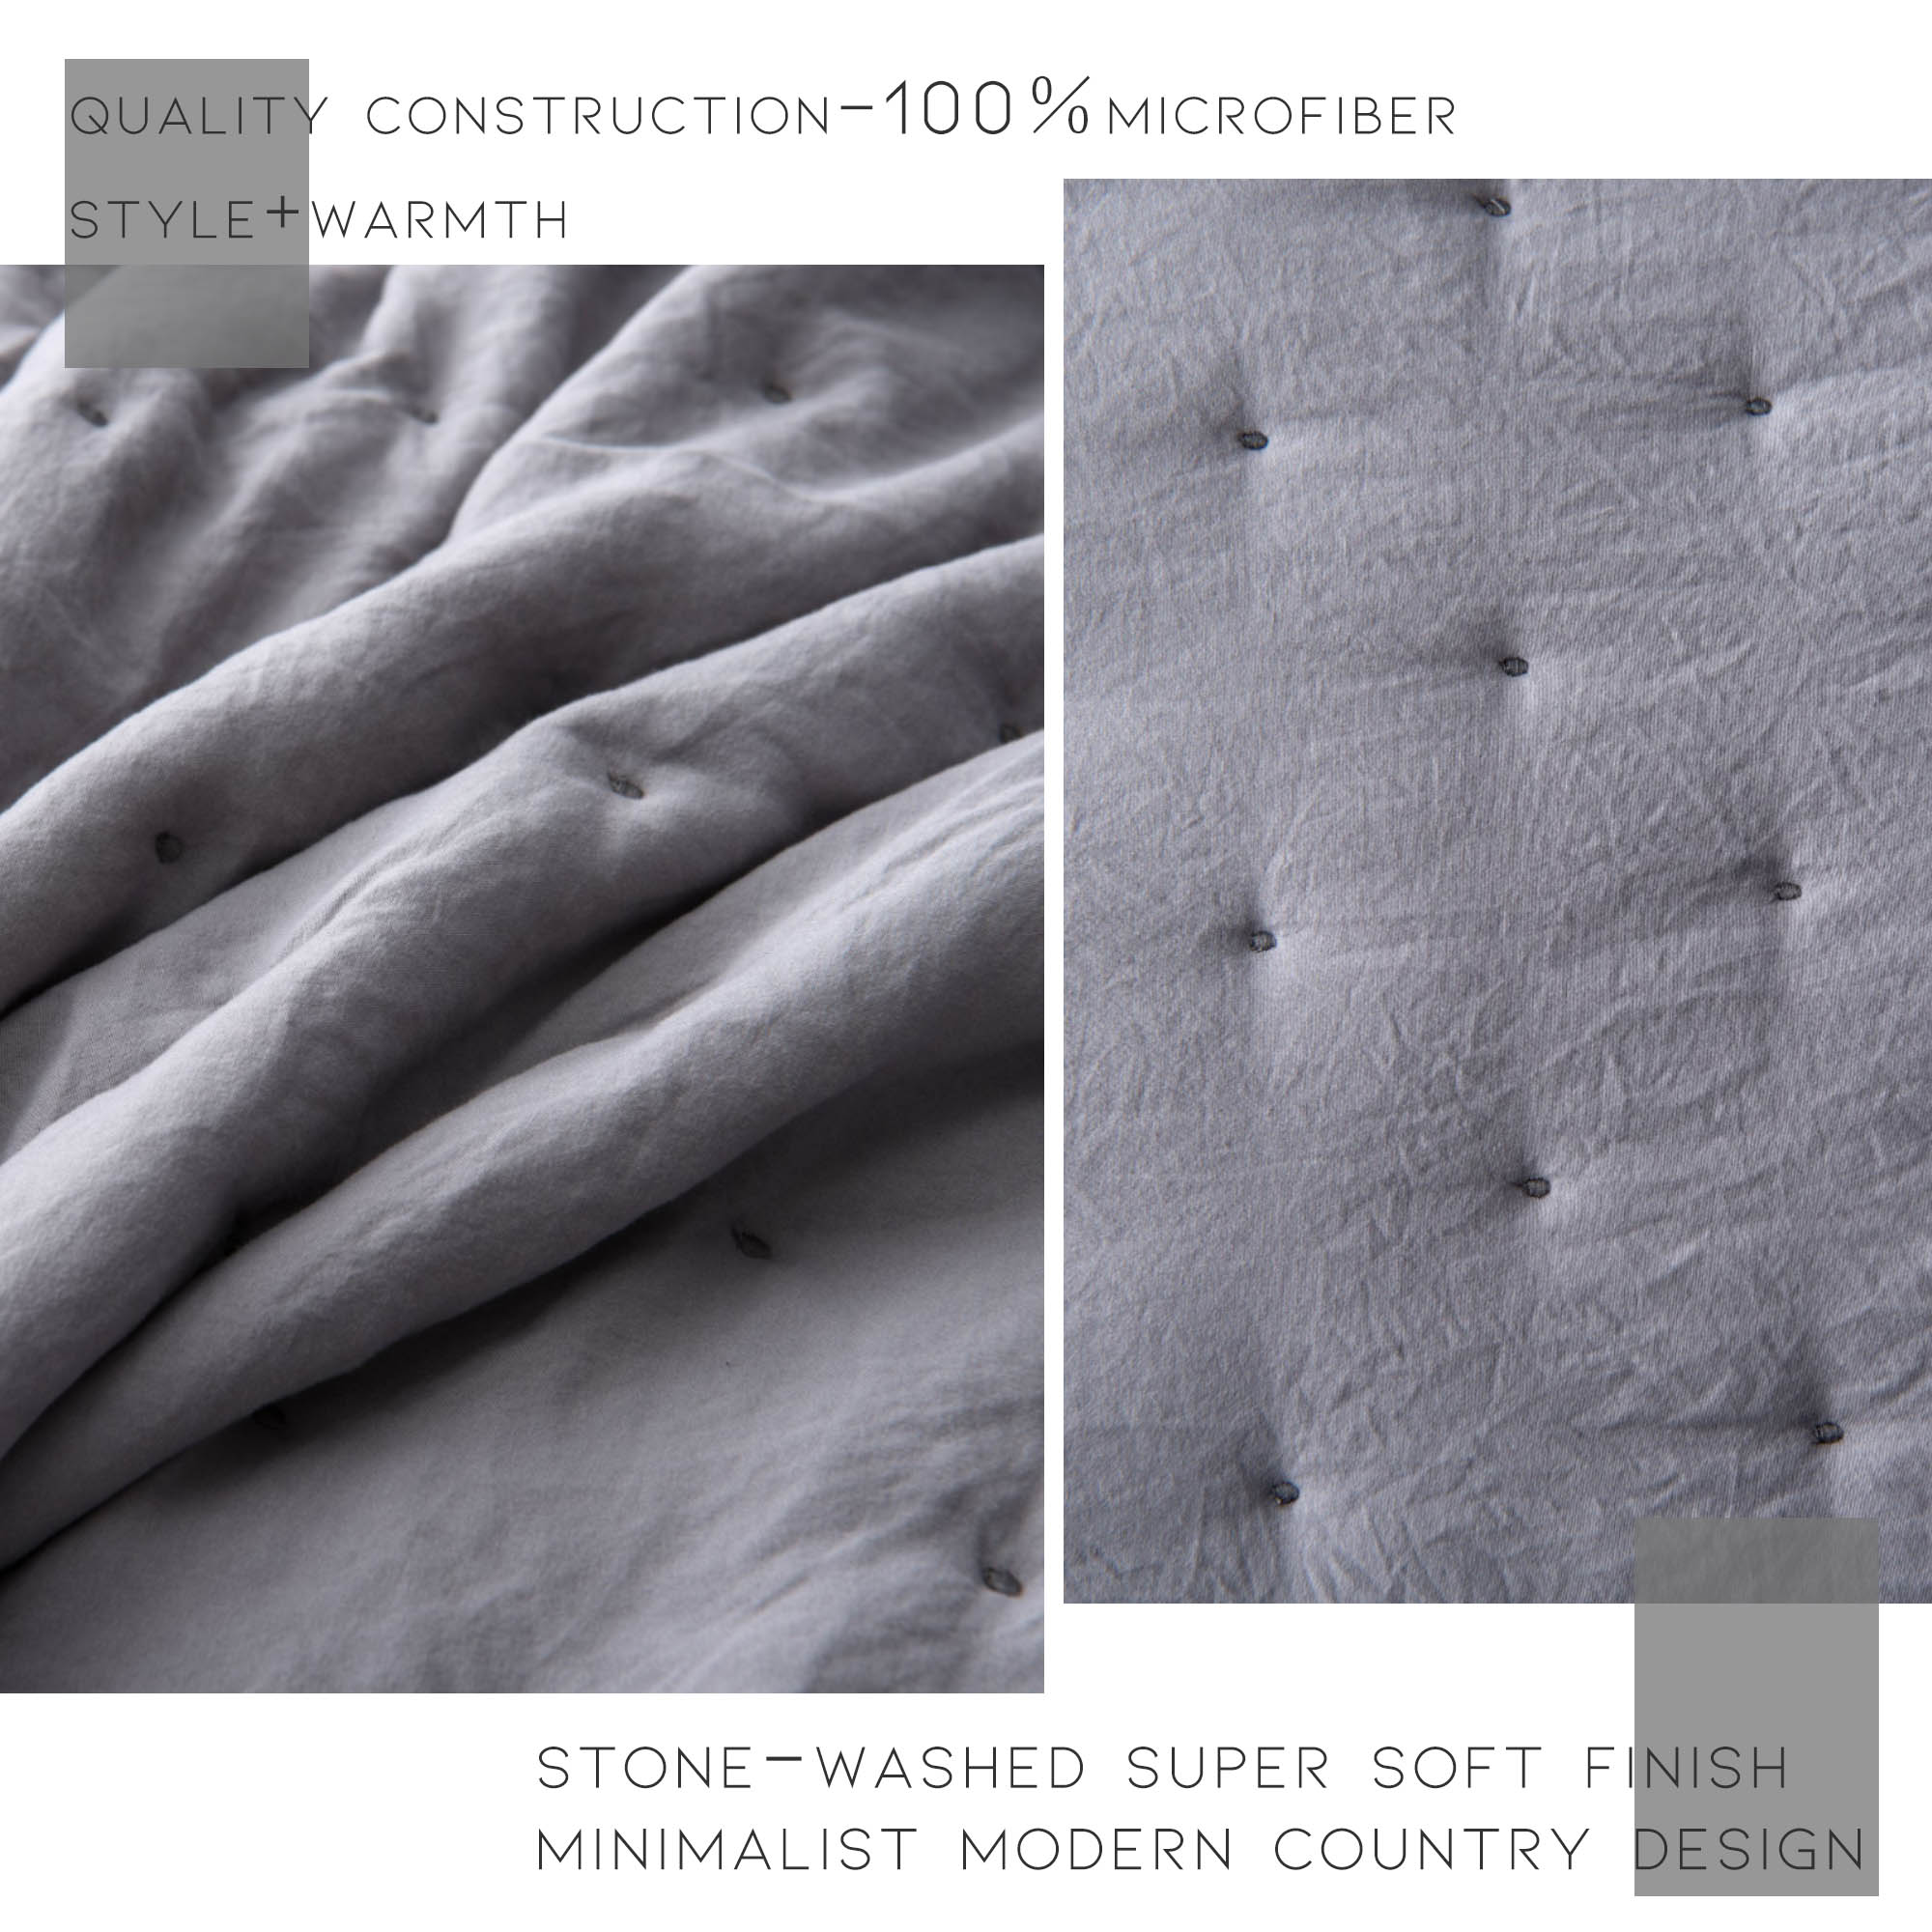 QUALITY CONSTRUCTION-100%MICROFIBER
STYLE+WARMTH
STONE-WASHED SUPER SOFT FINISH
MINIMALIST MODERN COUNTRY DESIGN